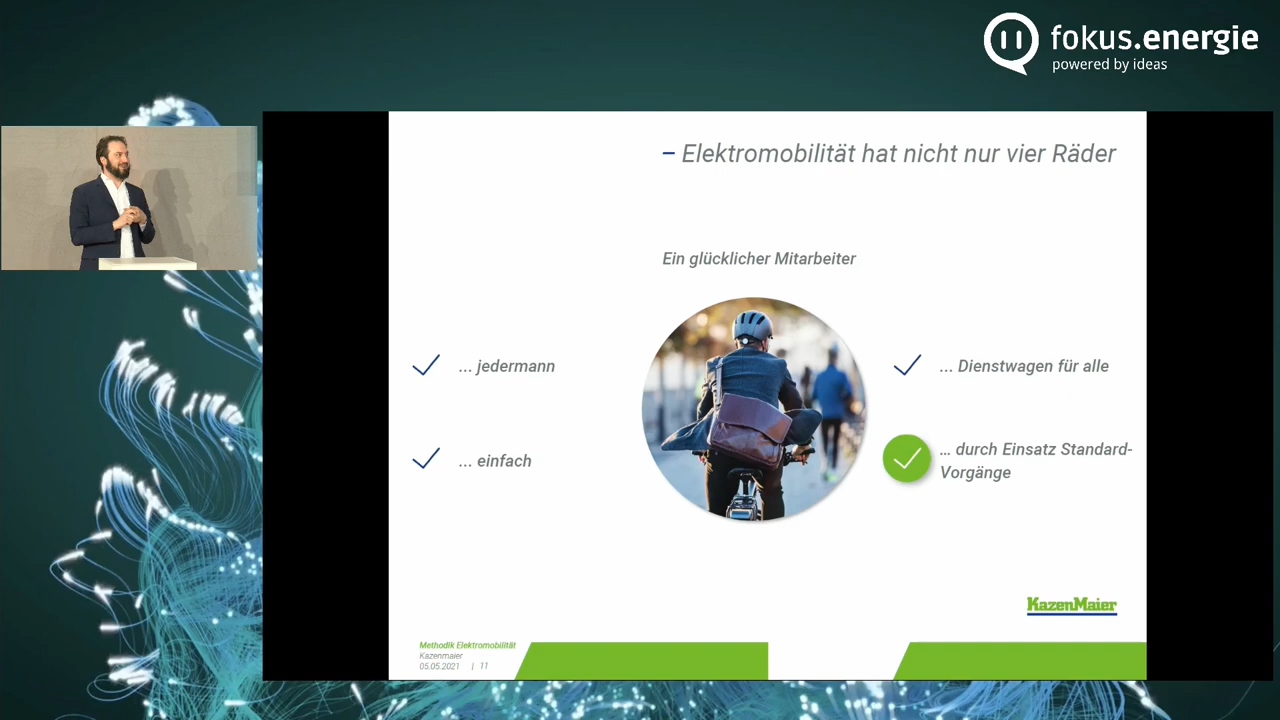 fokus.energie
powered by ideas
– Elektromobilität hat nicht nur vier Räder
Ein glücklicher Mitarbeiter
... jedermann
... Dienstwagen für alle
... einfach
... durch Einsatz Standard-
Vorgänge
KazenMaier
Methodik Elektromobilität
Kazenmaier
05.05.2021 | 11